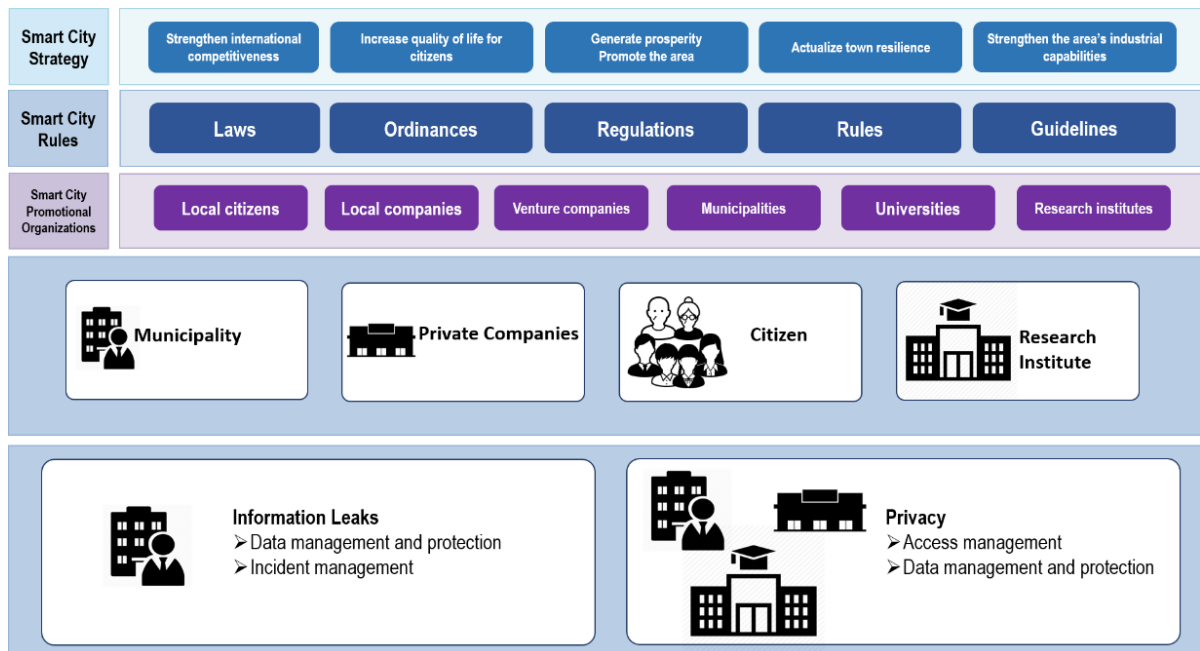 Smart City
Strategy
Strengthen international
competitiveness
Increase quality of life for
citizens
Generate prosperity
Promote the area
Actualize town resilience
Strengthen the area's industrial
capabilities
Smart City
Rules
Laws
Ordinances
Regulations
Rules
Guidelines
Smart City
Promotional
Organizations
Local citizens
Local companies
Venture companies
Municipalities
Universities
Research institutes
Municipality
Private Companies
Citizen
Research
Institute
Information Leaks
➢Data management and protection
➢Incident management
Privacy
➢Access management
➢Data management and protection